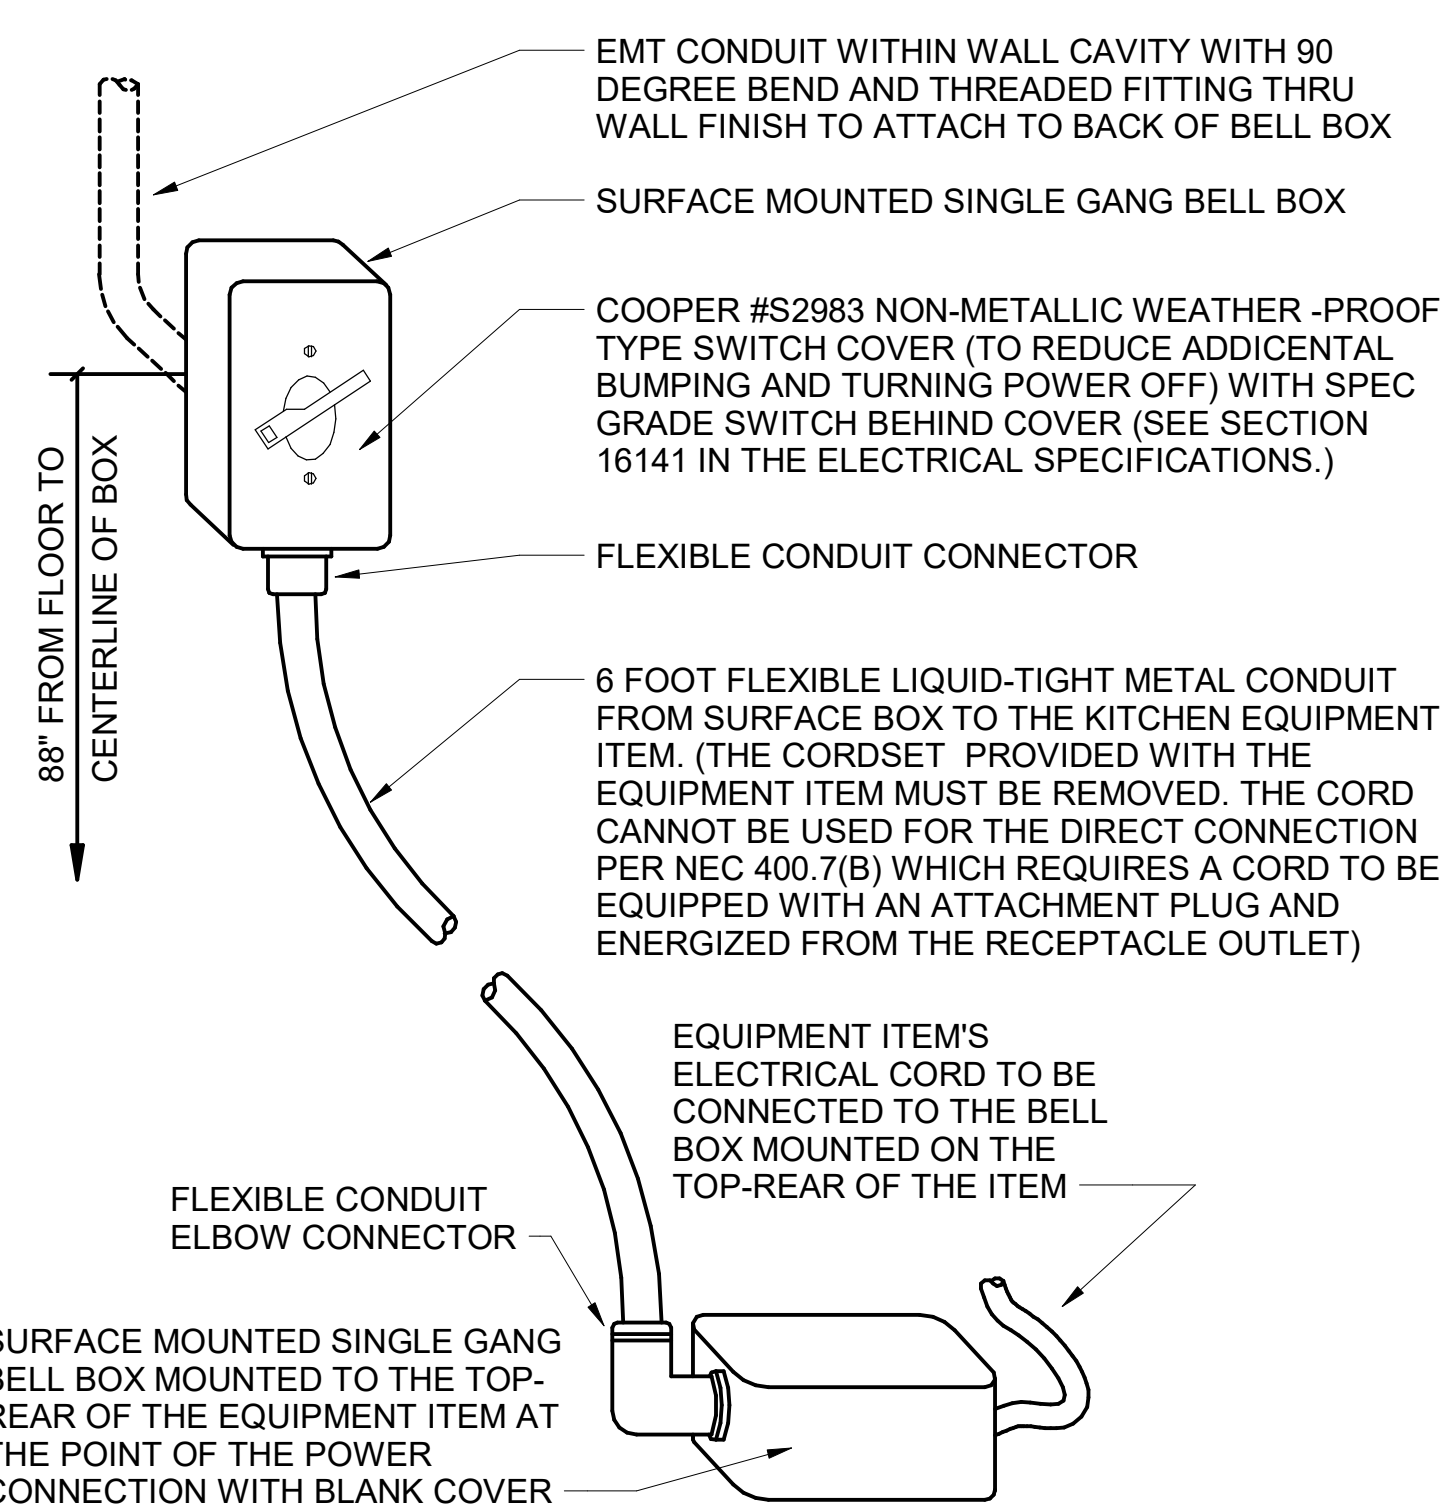 EMT CONDUIT WITHIN WALL CAVITY WITH 90
DEGREE BEND AND THREADED FITTING THRU
WALL FINISH TO ATTACH TO BACK OF BELL BOX
SURFACE MOUNTED SINGLE GANG BELL BOX
COOPER #S2983 NON-METALLIC WEATHER -PROOF
TYPE SWITCH COVER (TO REDUCE ADDICENTAL
BUMPING AND TURNING POWER OFF) WITH SPEC
GRADE SWITCH BEHIND COVER (SEE SECTION
16141 IN THE ELECTRICAL SPECIFICATIONS.)
88" FROM FLOOR TO
CENTERLINE OF BOX
FLEXIBLE CONDUIT CONNECTOR
6 FOOT FLEXIBLE LIQUID-TIGHT METAL CONDUIT
FROM SURFACE BOX TO THE KITCHEN EQUIPMENT
ITEM. (THE CORDSET PROVIDED WITH THE
EQUIPMENT ITEM MUST BE REMOVED. THE CORD
CANNOT BE USED FOR THE DIRECT CONNECTION
PER NEC 400.7(B) WHICH REQUIRES A CORD TO BE
EQUIPPED WITH AN ATTACHMENT PLUG AND
ENERGIZED FROM THE RECEPTACLE OUTLET)
EQUIPMENT ITEM'S
ELECTRICAL CORD TO BE
CONNECTED TO THE BELL
BOX MOUNTED ON THE
TOP-REAR OF THE ITEM
FLEXIBLE CONDUIT
ELBOW CONNECTOR
SURFACE MOUNTED SINGLE GANG
BELL BOX MOUNTED TO THE TOP-
REAR OF THE EQUIPMENT ITEM AT
THE POINT OF THE POWER
CONNECTION WITH BLANK COVER